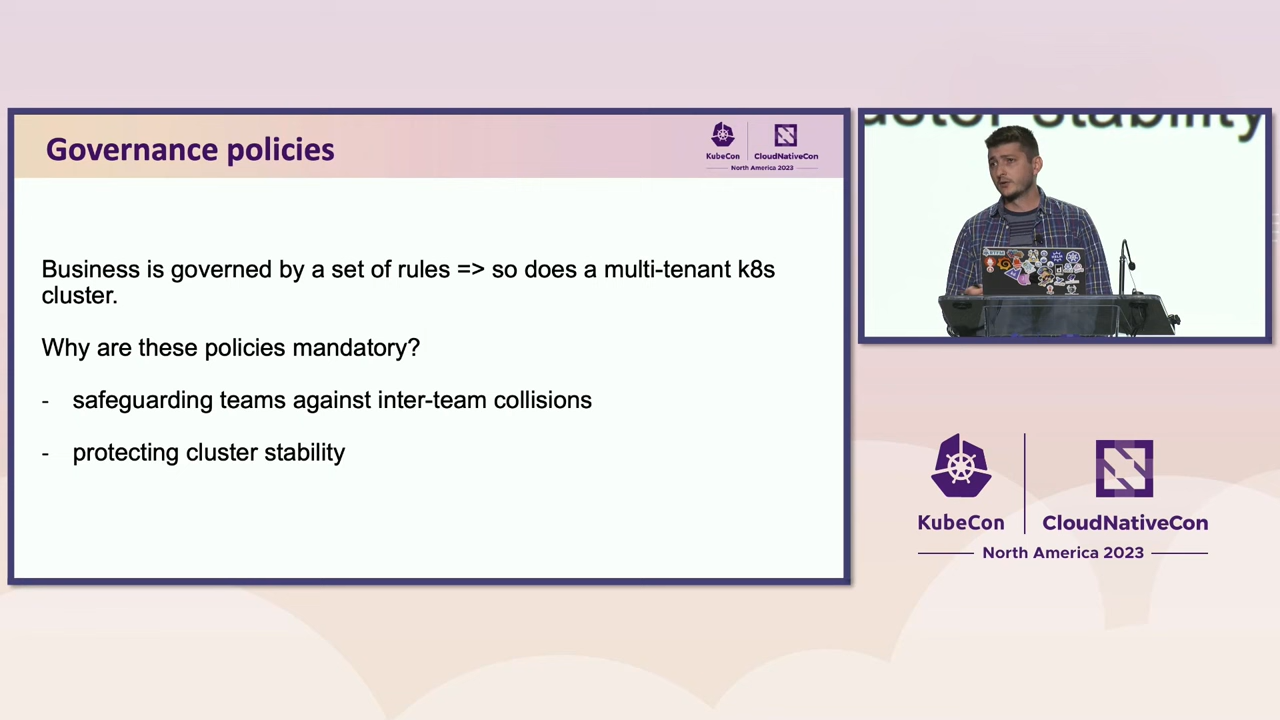 Governance policies
KubeCon
CloudNativeCon
North America 2023
Business is governed by a set of rules => so does a multi-tenant k8s
cluster.
Why are these policies mandatory?
- safeguarding teams against inter-team collisions
- protecting cluster stability
stability
KubeCon
CloudNativeCon
North America 2023